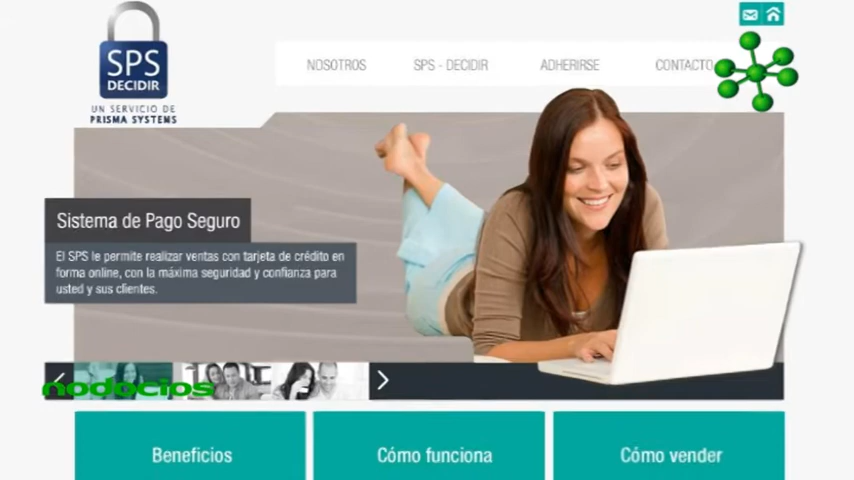 SPS
DECIDIR
UN SERVICIO DE
PRISMA SYSTEMS
NOSOTROS
SPS - DECIDIR
ADHERIRSE
CONTACTO
Sistema de Pago Seguro
El SPS le permite realizar ventas con tarjeta de crédito en
forma online, con la máxima seguridad y confianza para
usted y sus clientes.
nodocios
Beneficios
Cómo funciona
Cómo vender